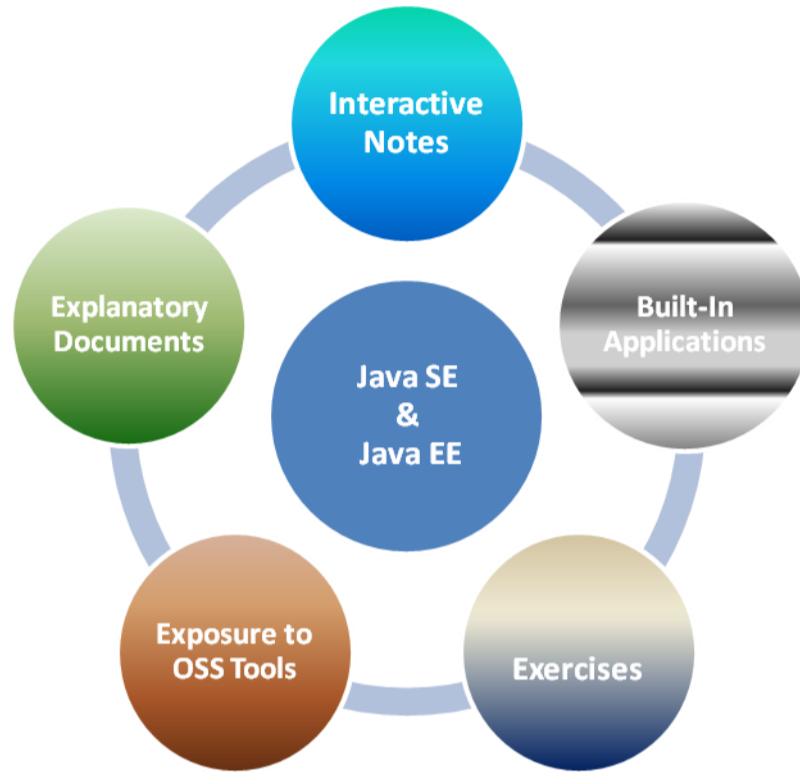 Interactive
Notes
Explanatory
Documents
Built-In
Applications
Java SE
&
Java EE
Exposure to
OSS Tools
Exercises